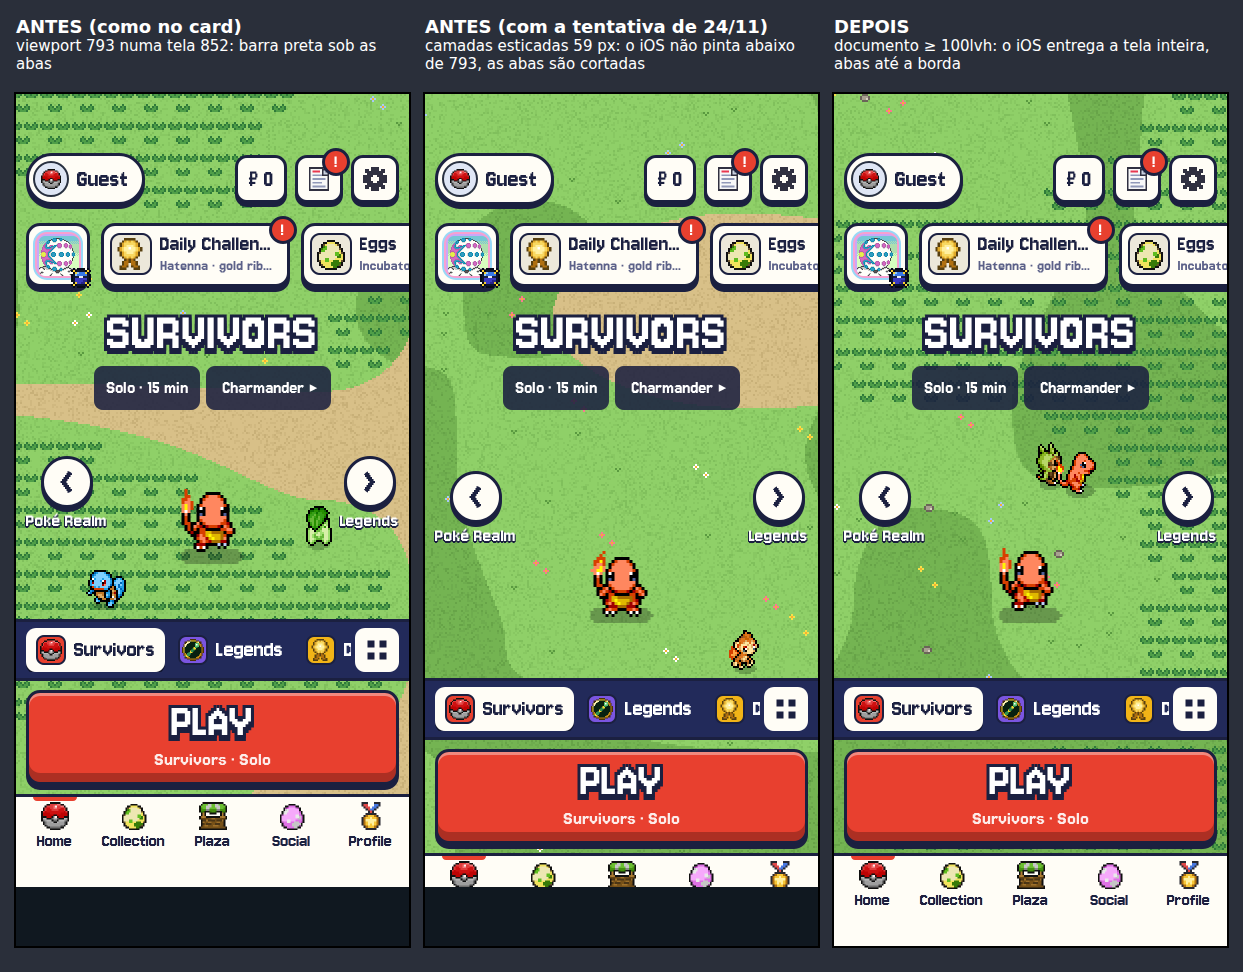 ANTES (como no card)
viewport 793 numa tela 852: barra preta sob as
abas
Guest
₽ 0
!
Daily Challen...
!
Hatenna · gold rib...
Eggs
Incubato
SURVIVORS
Solo · 15 min
Charmander ▸
Poké Realm
Legends
Survivors
Legends
PLAY
Survivors · Solo
Home
Collection
Plaza
Social
Profile
ANTES (com a tentativa de 24/11)
camadas esticadas 59 px: o iOS não pinta abaixo
de 793, as abas são cortadas
Guest
₽ 0
!
Daily Challen...
!
Hatenna · gold rib...
Eggs
Incubato
SURVIVORS
Solo · 15 min
Charmander ▸
Poké Realm
Legends
Survivors
Legends
PLAY
Survivors · Solo
DEPOIS
documento ≥ 100lvh: o iOS entrega a tela inteira,
abas até a borda
Guest
₽ 0
!
Daily Challen...
!
Hatenna · gold rib...
Eggs
Incubato
SURVIVORS
Solo · 15 min
Charmander ▸
Poké Realm
Legends
Survivors
Legends
PLAY
Survivors · Solo
Home
Collection
Plaza
Social
Profile